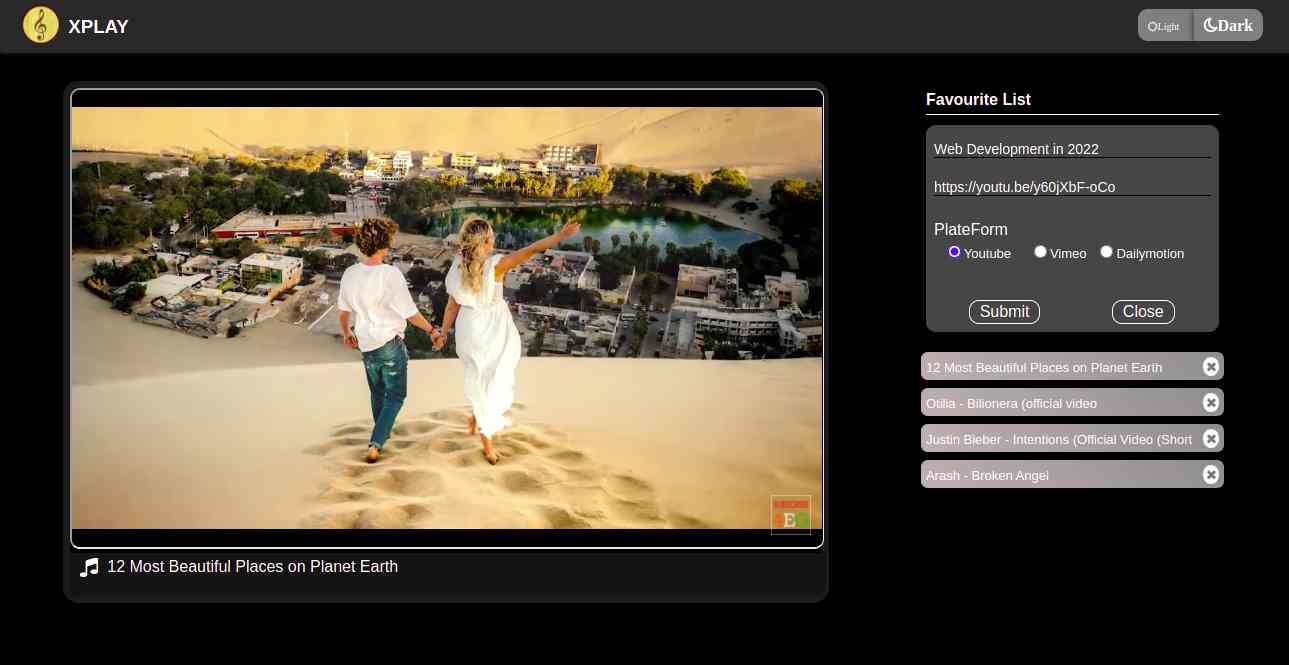 XPLAY
Light
Dark
12 Most Beautiful Places on Planet Earth
Favourite List
Web Development in 2022
https://youtu.be/y60jXbF-oCo
PlateForm
Youtube Vimeo Dailymotion
Submit Close
12 Most Beautiful Places on Planet Earth
Otilia - Bilionera (official video
Justin Bieber - Intentions (Official Video (Short
Arash - Broken Angel